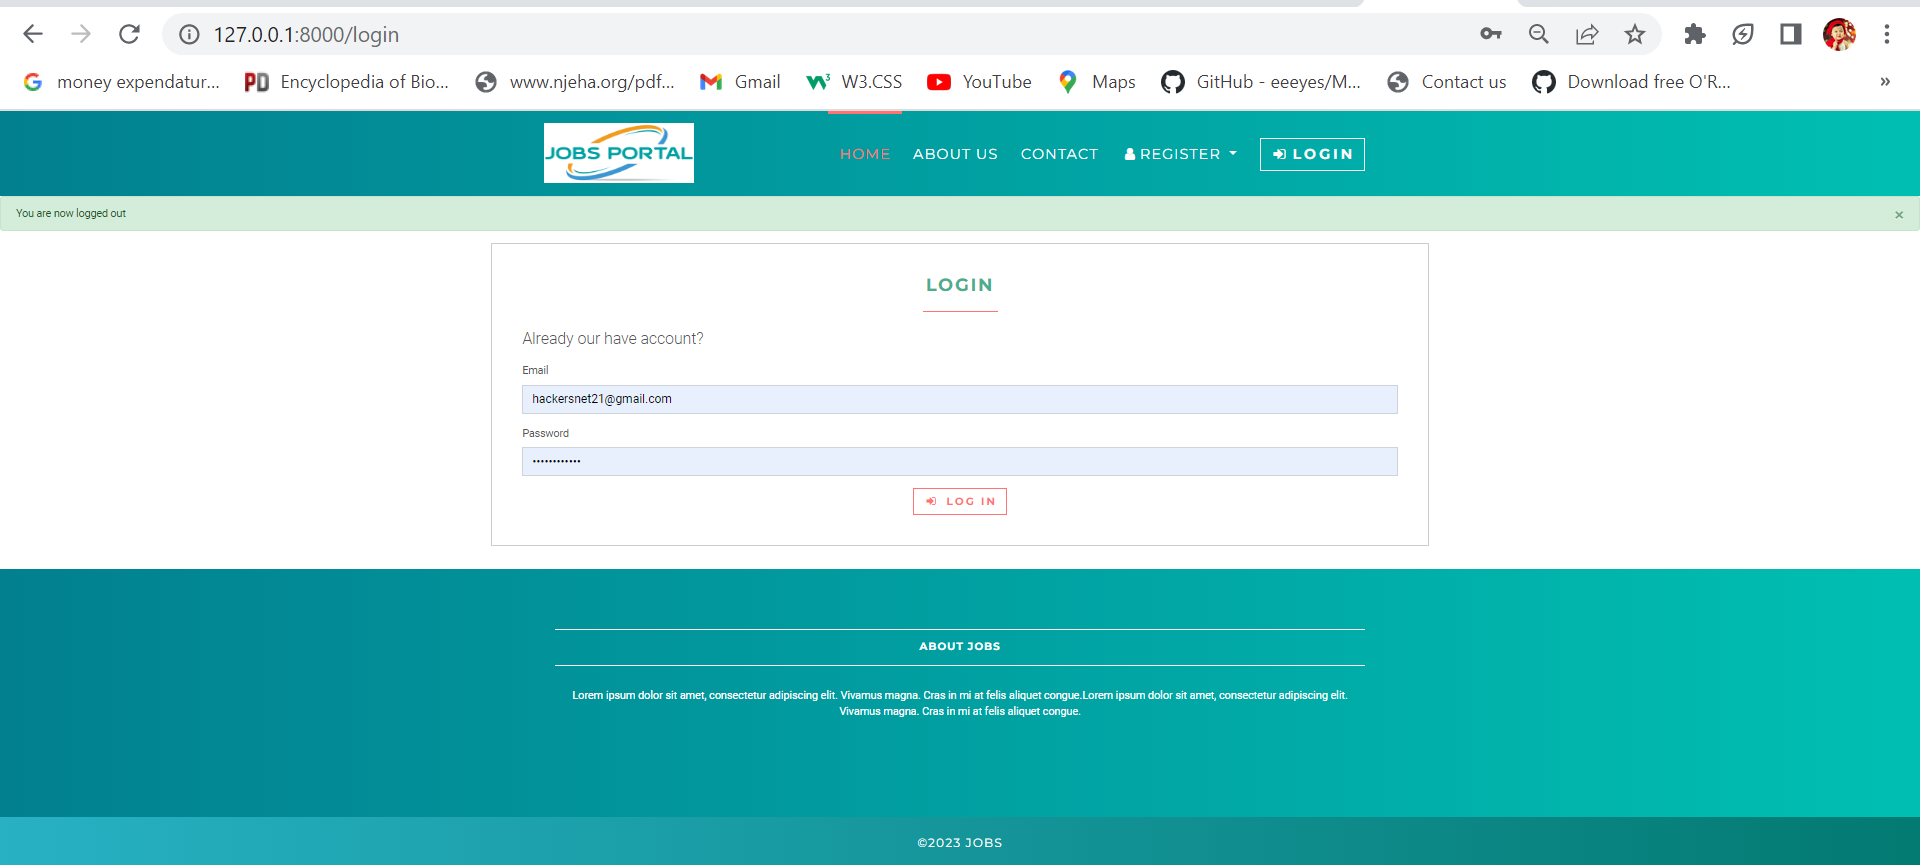 127.0.0.1:8000/login
money expendatur... PD Encyclopedia of Bio... www.njeha.org/pdf... Gmail W3.CSS YouTube Maps GitHub - eeeyes/M... Contact us Download free O'R... »
JOBS PORTAL HOME ABOUT US CONTACT REGISTER LOGIN
You are now logged out ×
LOGIN
Already our have account?
Email
hackersnet21@gmail.com
Password
••••••••••••
LOG IN
ABOUT JOBS
Lorem ipsum dolor sit amet, consectetur adipiscing elit. Vivamus magna. Cras in mi at felis aliquet congue.Lorem ipsum dolor sit amet, consectetur adipiscing elit.
Vivamus magna. Cras in mi at felis aliquet congue.
©2023 JOBS